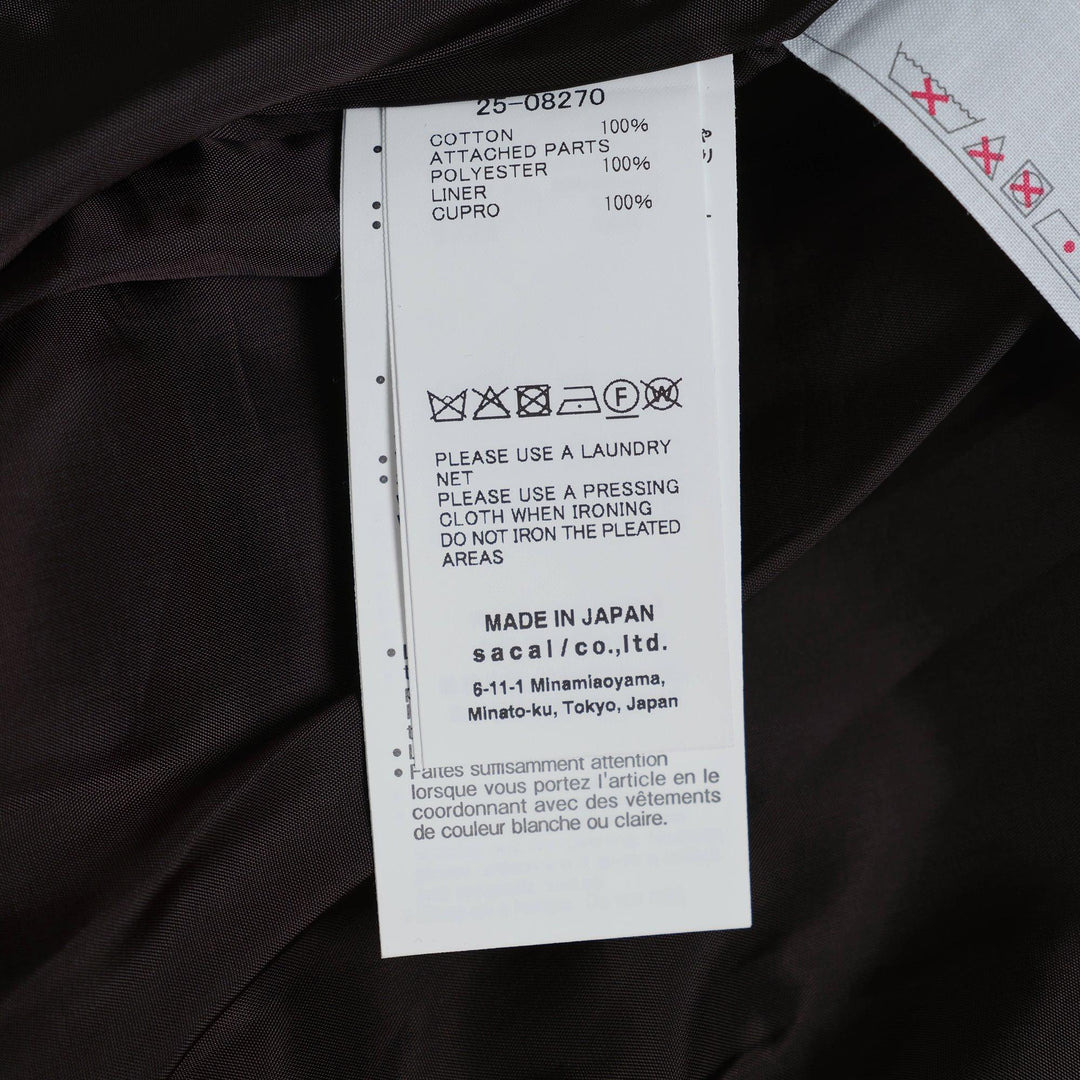 25-08270
COTTON 100%
ATTACHED PARTS
POLYESTER 100%
LINER
CUPRO 100%
F
W
PLEASE USE A LAUNDRY
NET
PLEASE USE A PRESSING
CLOTH WHEN IRONING
DO NOT IRON THE PLEATED
AREAS
MADE IN JAPAN
sacai/co.,ltd.
6-11-1 Minamiaoyama,
Minato-ku, Tokyo, Japan
Faites suffisamment attention
lorsque vous portez l'article en le
coordonnant avec des vêtements
de couleur blanche ou claire.